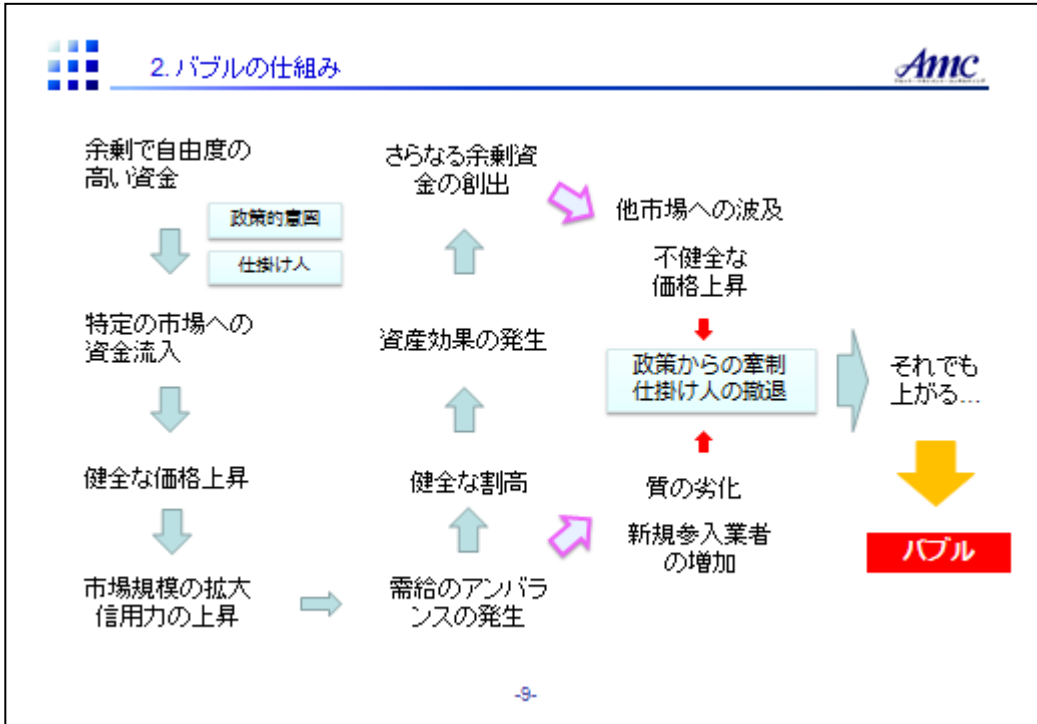 2. バブルの仕組み
Amc
余剰で自由度の
高い資金
政策的意図
仕掛け人
特定の市場への
資金流入
健全な価格上昇
市場規模の拡大
信用力の上昇
需給のアンバラ
ンスの発生
健全な割高
資産効果の発生
さらなる余剰資
金の創出
他市場への波及
不健全な
価格上昇
政策からの牽制
仕掛け人の撤退
質の劣化
新規参入業者
の増加
それでも
上がる…
バブル
-9-